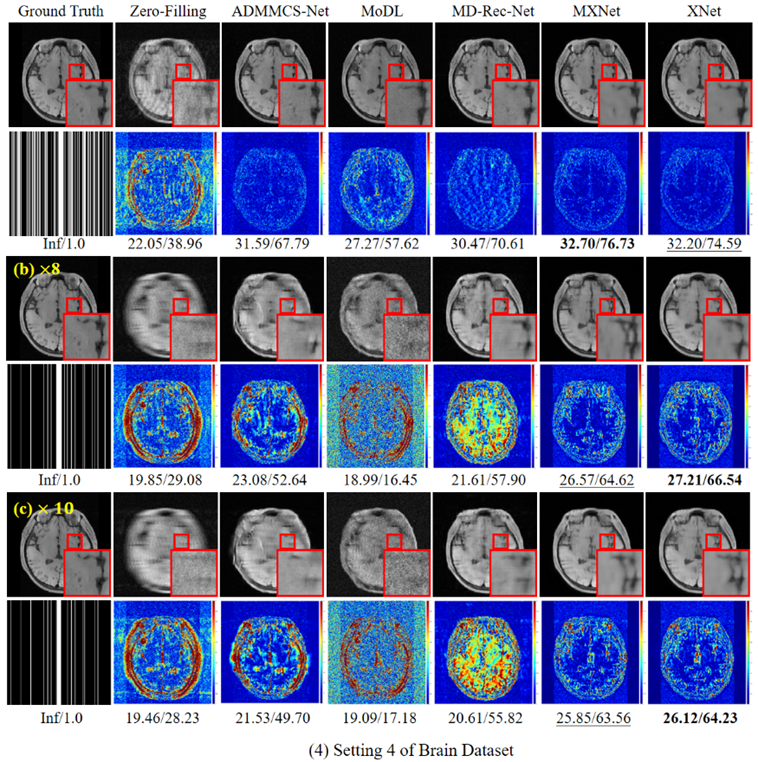 Ground Truth Zero-Filling ADMMCS-Net MoDL MD-Rec-Net MXNet XNet
Inf/1.0 22.05/38.96 31.59/67.79 27.27/57.62 30.47/70.61 32.70/76.73 32.20/74.59
(b) ×8
Inf/1.0 19.85/29.08 23.08/52.64 18.99/16.45 21.61/57.90 26.57/64.62 27.21/66.54
(c) × 10
Inf/1.0 19.46/28.23 21.53/49.70 19.09/17.18 20.61/55.82 25.85/63.56 26.12/64.23
(4) Setting 4 of Brain Dataset